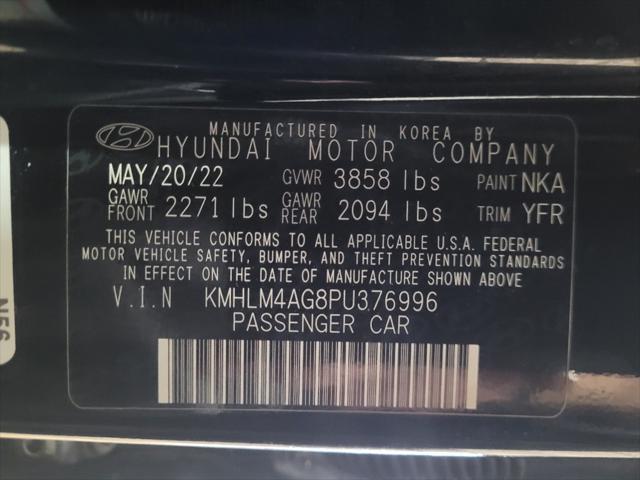 MANUFACTURED IN KOREA BY
HYUNDAI MOTOR COMPANY
MAY/20/22 GVWR 3858 lbs PAINT NKA
GAWR FRONT 2271 lbs GAWR REAR 2094 lbs TRIM YFR
THIS VEHICLE CONFORMS TO ALL APPLICABLE U.S.A. FEDERAL
MOTOR VEHICLE SAFETY, BUMPER, AND THEFT PREVENTION STANDARDS
IN EFFECT ON THE DATE OF MANUFACTURE SHOWN ABOVE
V.I.N KMHLM4AG8PU376996
PASSENGER CAR
N56